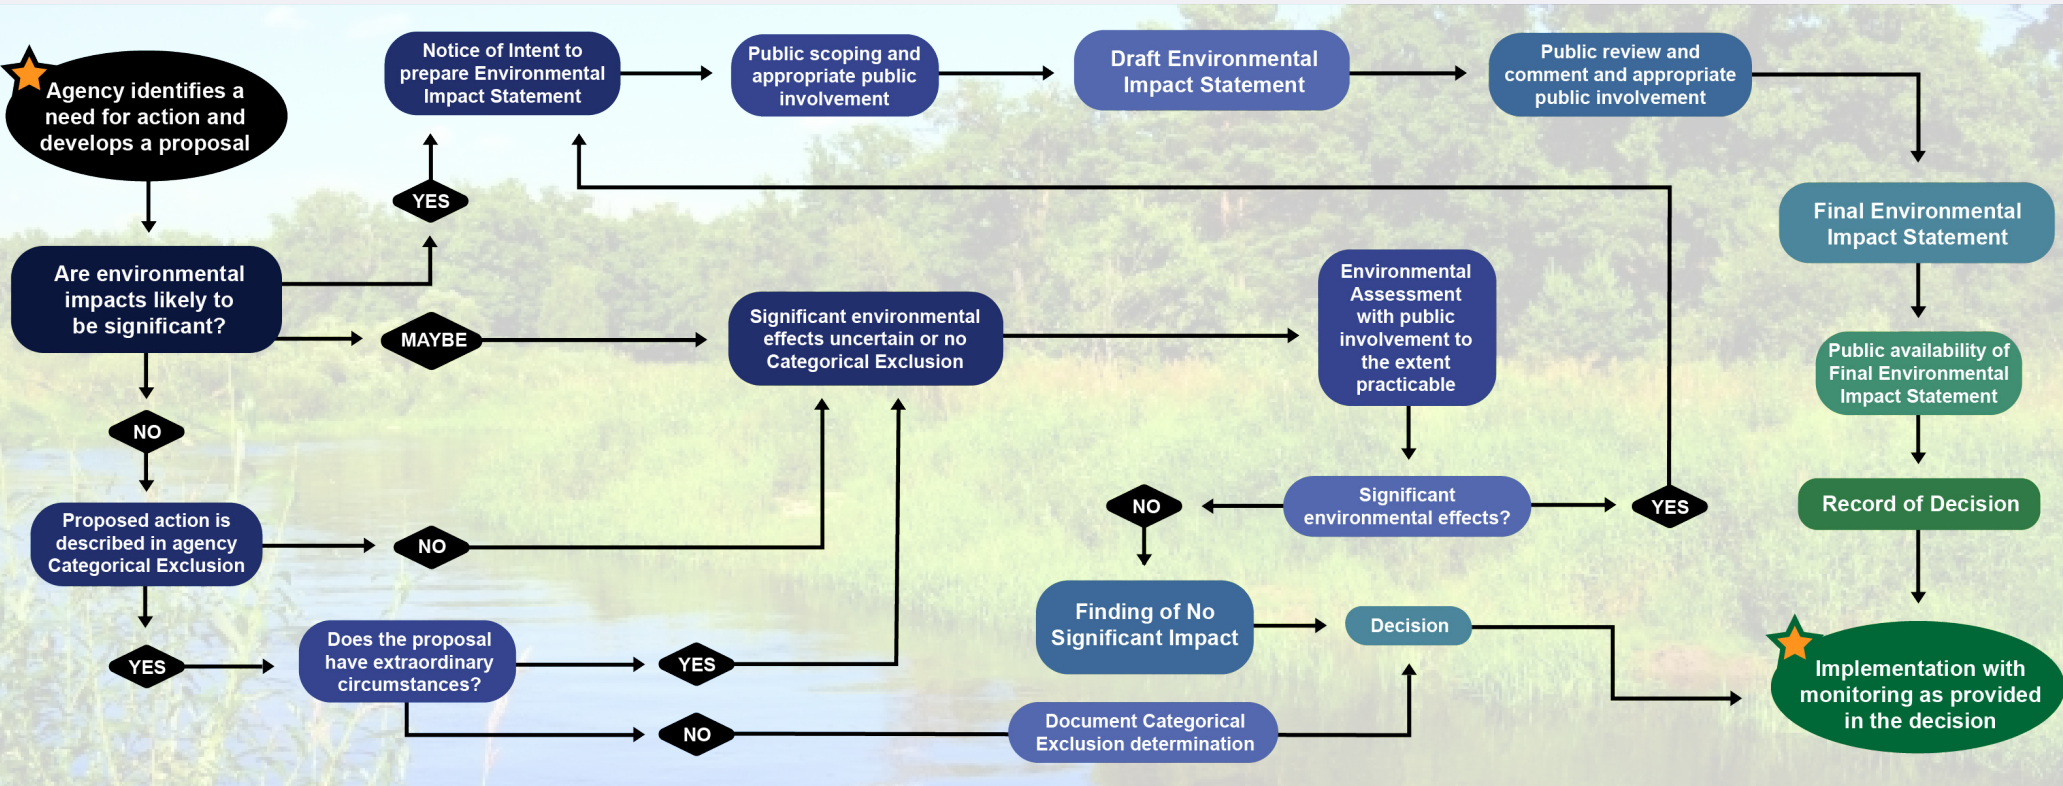 Agency identifies a
need for action and
develops a proposal
Notice of Intent to
prepare Environmental
Impact Statement
Public scoping and
appropriate public
involvement
Draft Environmental
Impact Statement
Public review and
comment and appropriate
public involvement
YES
Final Environmental
Impact Statement
Are environmental
impacts likely to
be significant?
MAYBE
Significant environmental
effects uncertain or no
Categorical Exclusion
Environmental
Assessment
with public
involvement to
the extent
practicable
Public availability of
Final Environmental
Impact Statement
NO
Proposed action is
described in agency
Categorical Exclusion
NO
NO
Significant
environmental effects?
YES
Record of Decision
YES
Does the proposal
have extraordinary
circumstances?
YES
Finding of No
Significant Impact
Decision
Implementation with
monitoring as provided
in the decision
NO
Document Categorical
Exclusion determination